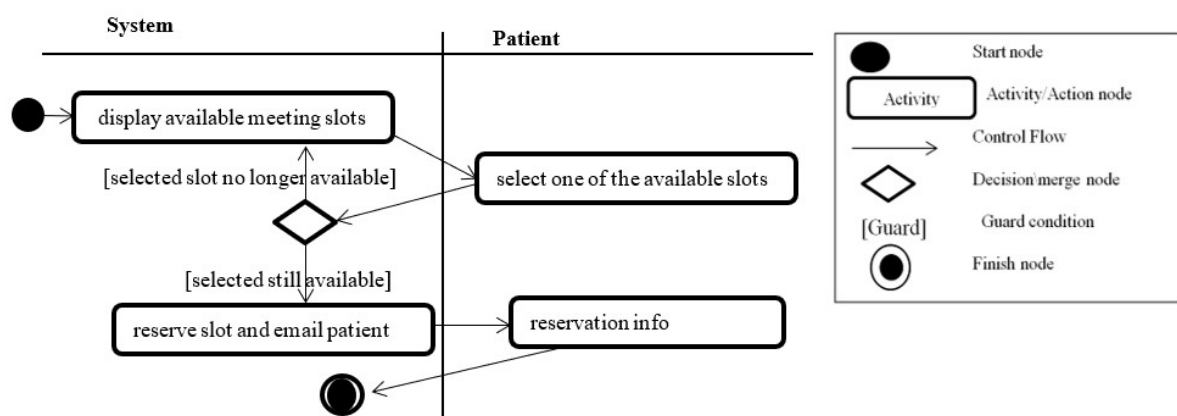 System
Patient
display available meeting slots
[selected slot no longer available]
select one of the available slots
[selected still available]
reserve slot and email patient
reservation info
Start node
Activity
Activity/Action node
Control Flow
Decision\merge node
[Guard]
Guard condition
Finish node